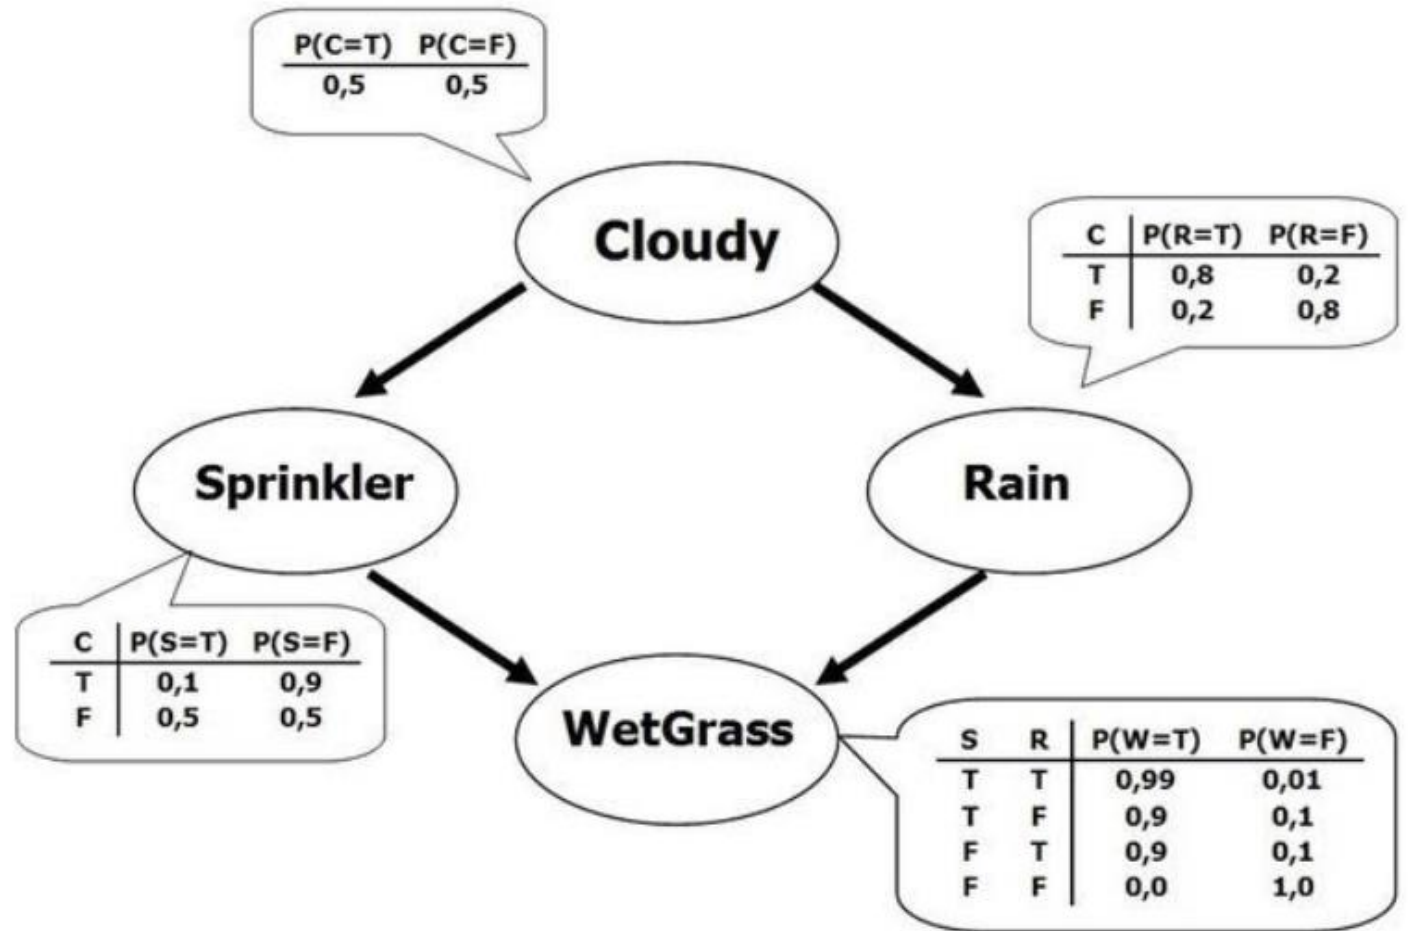 P(C=T) P(C=F)
0,5 0,5
Cloudy
C P(R=T) P(R=F)
T 0,8 0,2
F 0,2 0,8
Sprinkler
Rain
C P(S=T) P(S=F)
T 0,1 0,9
F 0,5 0,5
WetGrass
S R P(W=T) P(W=F)
T T 0,99 0,01
T F 0,9 0,1
F T 0,9 0,1
F F 0,0 1,0